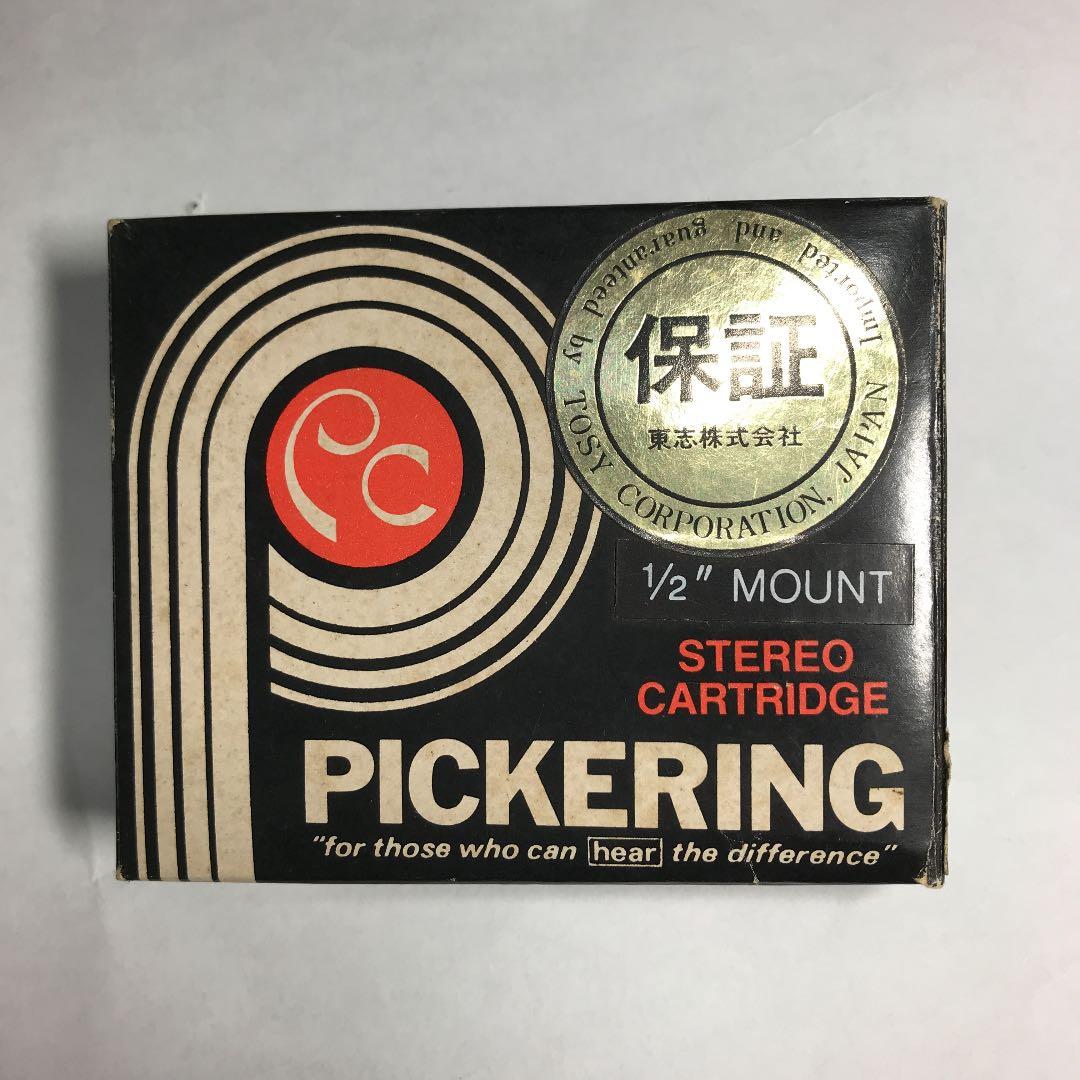 PC
Imported and guaranteed by TOSY CORPORATION, JAPAN
保証
東志株式会社
1/2" MOUNT
STEREO
CARTRIDGE
PICKERING
"for those who can hear the difference"